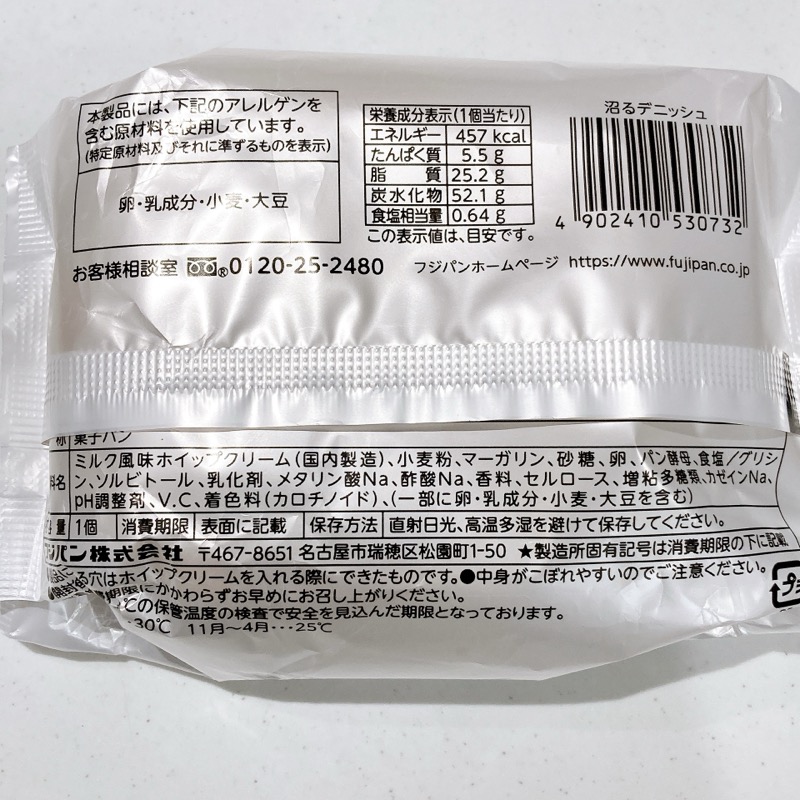 本製品には、下記のアレルゲンを
含む原材料を使用しています。
(特定原材料及びそれに準ずるものを表示)
卵・乳成分・小麦・大豆
栄養成分表示(1個当たり)
エネルギー 457 kcal
たんぱく質 5.5 g
脂質 25.2 g
炭水化物 52.1 g
食塩相当量 0.64 g
この表示値は、目安です。
沼るデニッシュ
4 902410 530732
お客様相談室 ®0120-25-2480
フジパンホームページ https://www.fujipan.co.jp
称 菓子パン
料名 ミルク風味ホイップクリーム(国内製造)、小麦粉、マーガリン、砂糖、卵、パン酵母、食塩/グリシ
ン、ソルビトール、乳化剤、メタリン酸Na、酢酸Na、香料、セルロース、増粘多糖類、カゼインNa、
pH調整剤、V.C、着色料(カロチノイド)、(一部に卵・乳成分・小麦・大豆を含む)
量 1個 消費期限 表面に記載 保存方法 直射日光、高温多湿を避けて保存してください。
フジパン株式会社 〒467-8651 名古屋市瑞穂区松園町1-50 ★製造所固有記号は消費期限の下に記載
穴はホイップクリームを入れる際にできたものです。●中身がこぼれやすいのでご注意ください。
期限にかかわらずお早めにお召し上がりください。
℃の保管温度の検査で安全を見込んだ期限となっております。
30℃ 11月〜4月・・・25℃
プラ